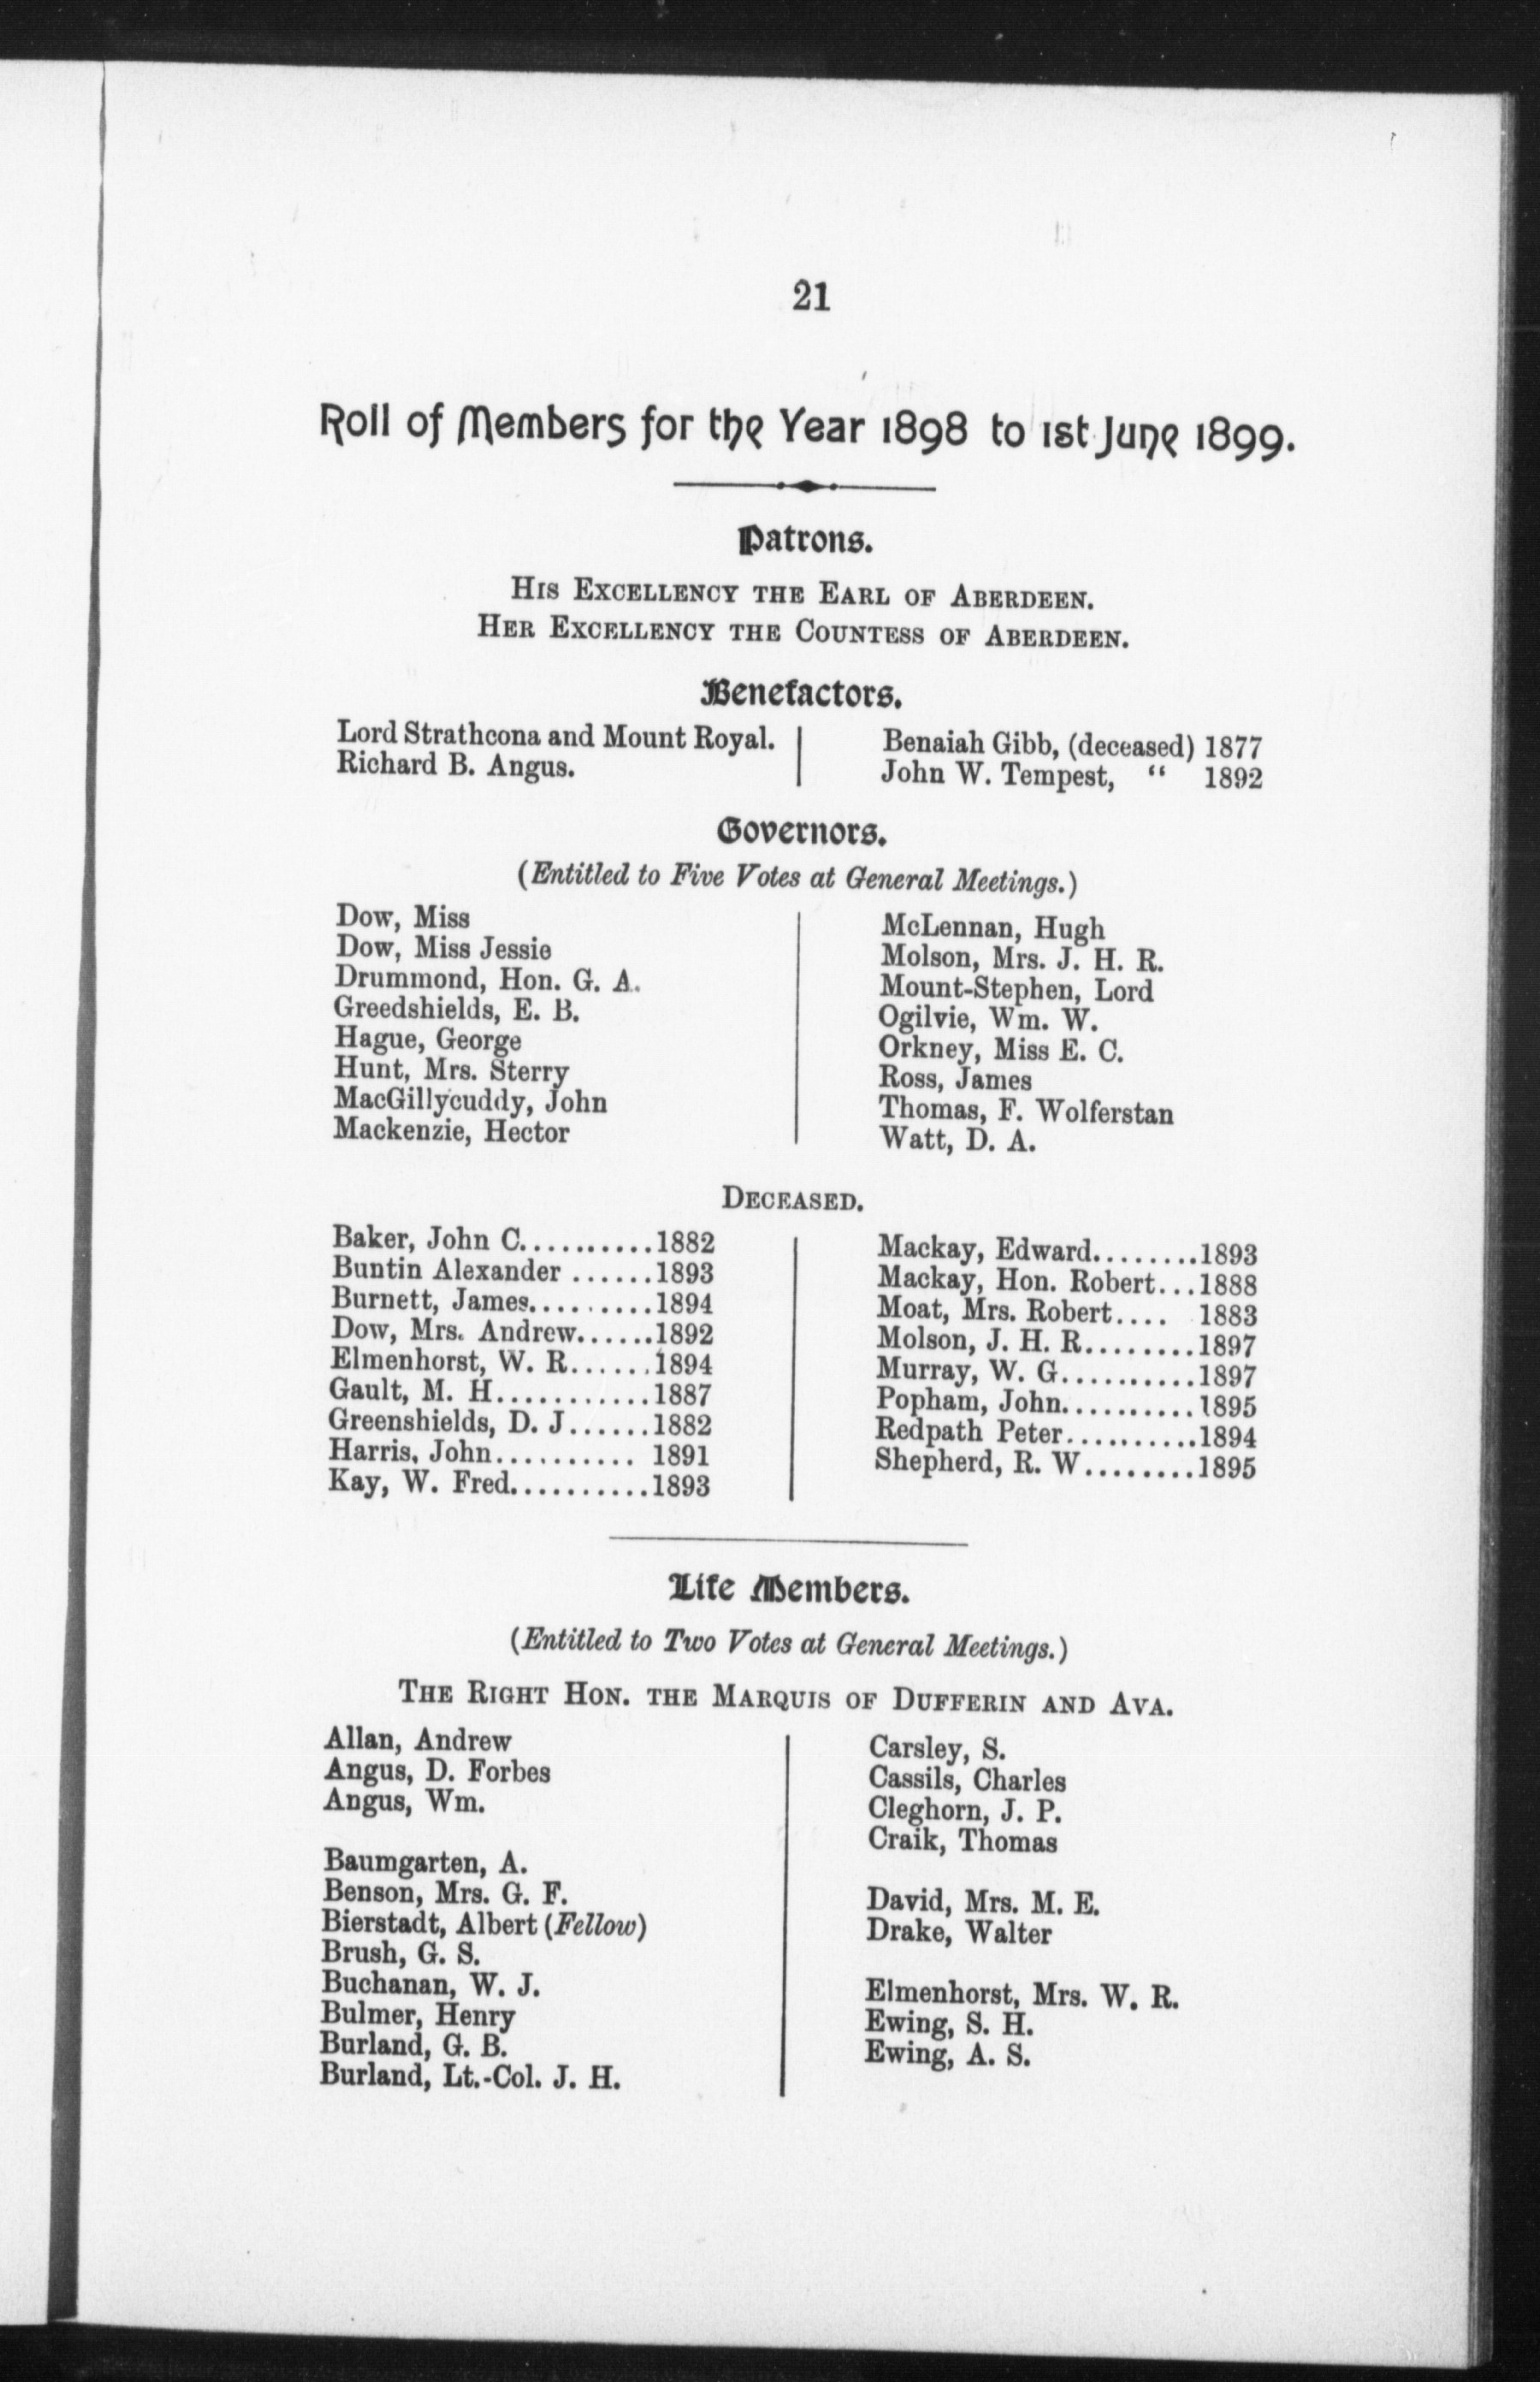 21
Roll of Members for the Year 1898 to 1st June 1899.
Patrons.
His Excellency the Earl of Aberdeen.
Her Excellency the Countess of Aberdeen.
Benefactors.
Lord Strathcona and Mount Royal.
Richard B. Angus.
Benaiah Gibb, (deceased) 1877
John W. Tempest, “ 1892
Governors.
(Entitled to Five Votes at General Meetings.)
Dow, Miss
Dow, Miss Jessie
Drummond, Hon. G. A.
Greedshields, E. B.
Hague, George
Hunt, Mrs. Sterry
MacGillycuddy, John
Mackenzie, Hector
McLennan, Hugh
Molson, Mrs. J. H. R.
Mount-Stephen, Lord
Ogilvie, Wm. W.
Orkney, Miss E. C.
Ross, James
Thomas, F. Wolferstan
Watt, D. A.
Deceased.
Baker, John C..........1882
Buntin Alexander ......1893
Burnett, James.........1894
Dow, Mrs. Andrew......1892
Elmenhorst, W. R......1894
Gault, M. H...........1887
Greenshields, D. J......1882
Harris, John.......... 1891
Kay, W. Fred..........1893
Mackay, Edward........1893
Mackay, Hon. Robert...1888
Moat, Mrs. Robert.... 1883
Molson, J. H. R........1897
Murray, W. G..........1897
Popham, John..........1895
Redpath Peter..........1894
Shepherd, R. W........1895
Life Members.
(Entitled to Two Votes at General Meetings.)
The Right Hon. the Marquis of Dufferin and Ava.
Allan, Andrew
Angus, D. Forbes
Angus, Wm.
Baumgarten, A.
Benson, Mrs. G. F.
Bierstadt, Albert (Fellow)
Brush, G. S.
Buchanan, W. J.
Bulmer, Henry
Burland, G. B.
Burland, Lt.-Col. J. H.
Carsley, S.
Cassils, Charles
Cleghorn, J. P.
Craik, Thomas
David, Mrs. M. E.
Drake, Walter
Elmenhorst, Mrs. W. R.
Ewing, S. H.
Ewing, A. S.